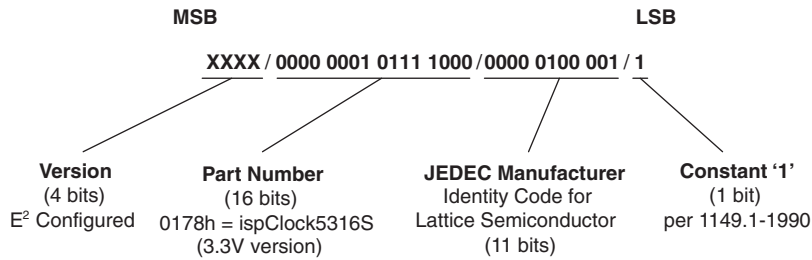 MSB LSB
XXXX / 0000 0001 0111 1000 / 0000 0100 001 / 1
Version
(4 bits)
E² Configured
Part Number
(16 bits)
0178h = ispClock5316S
(3.3V version)
JEDEC Manufacturer
Identity Code for
Lattice Semiconductor
(11 bits)
Constant ‘1’
(1 bit)
per 1149.1-1990